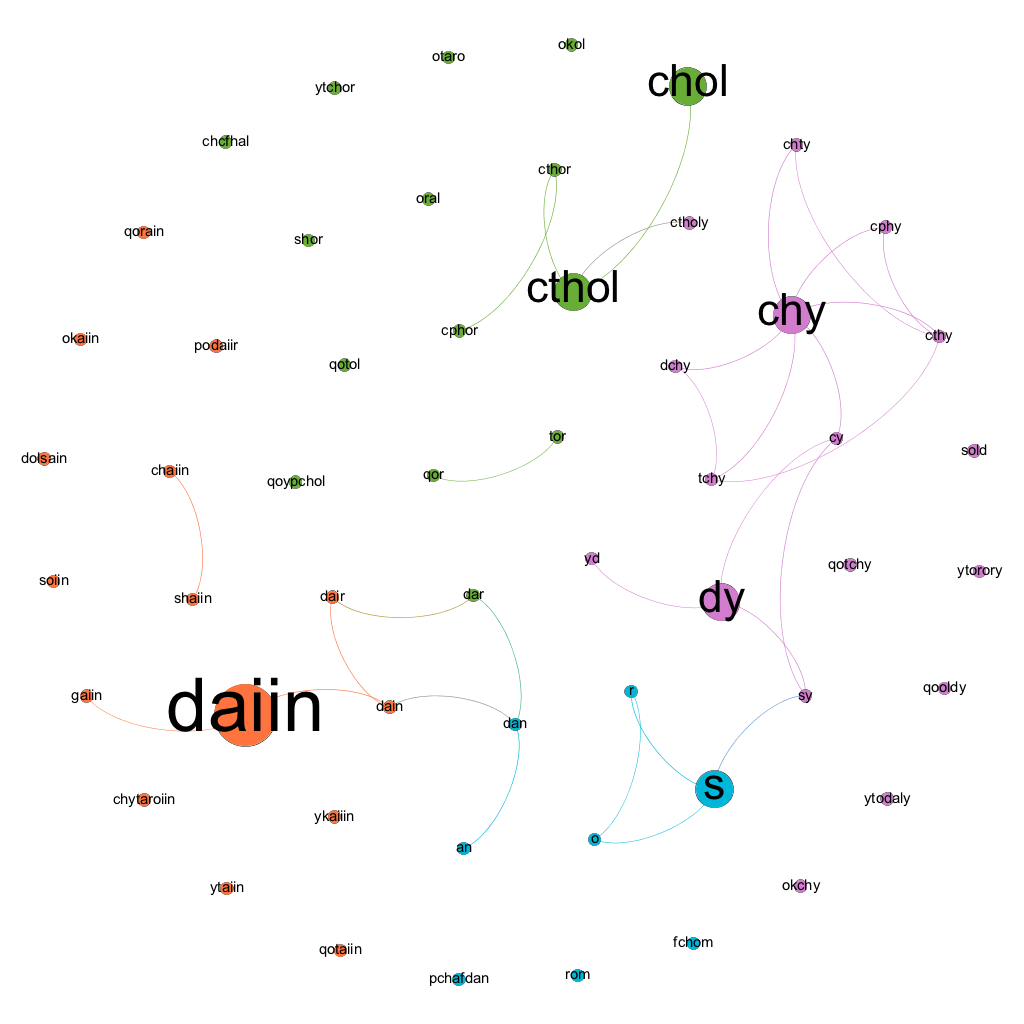 okol
otaro
chol
ytchor
chcfhal
chty
cthor
oral
ctholy
cphy
qorain
shor
cthol
chy
cphor
cthy
okaiin
podaiir
qotol
dchy
tor
cy
sold
dolsain
chaiin
qor
tchy
qoypchol
yd
qotchy
ytorory
soiin
shaiin
dair
dar
dy
r
sy
qooldy
gaiin
daiin
dain
dan
s
chytaroiin
ytodaly
ykaiiin
o
an
ytaiin
okchy
qotaiin
fchom
pchafdan
rom